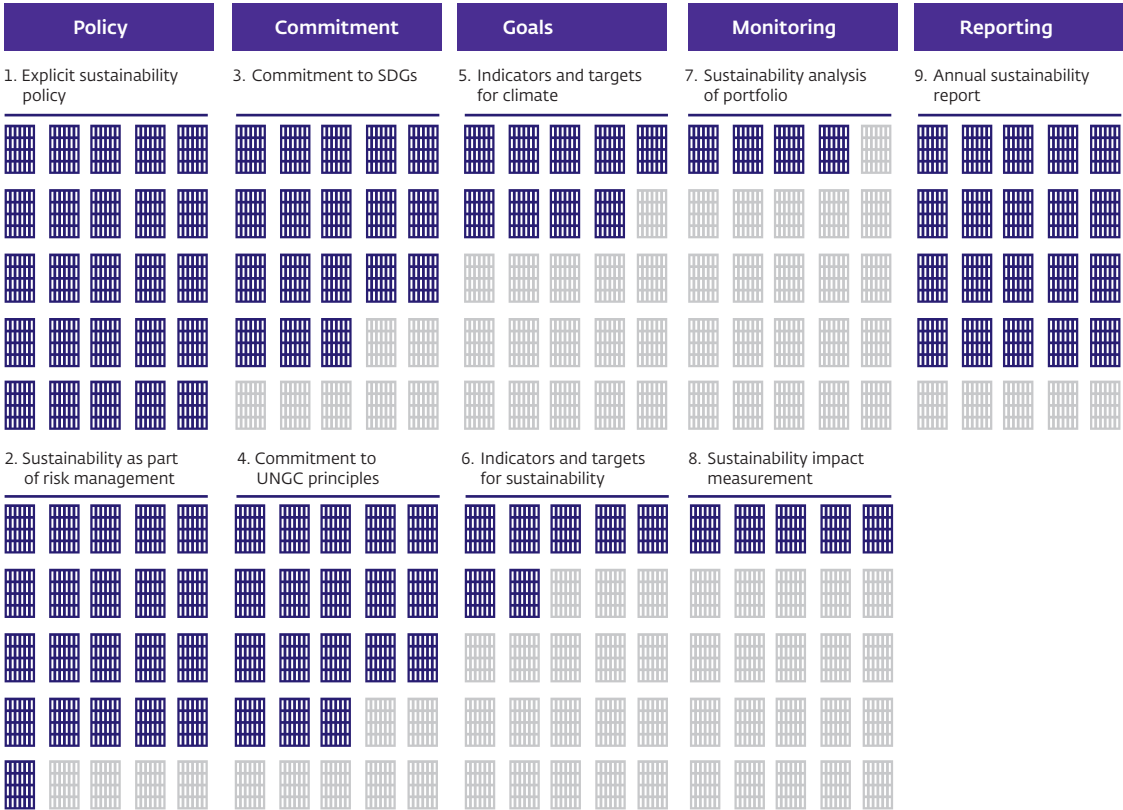 Policy
Commitment
Goals
Monitoring
Reporting
1. Explicit sustainability
policy
3. Commitment to SDGs
5. Indicators and targets
for climate
7. Sustainability analysis
of portfolio
9. Annual sustainability
report
2. Sustainability as part
of risk management
4. Commitment to
UNGC principles
6. Indicators and targets
for sustainability
8. Sustainability impact
measurement